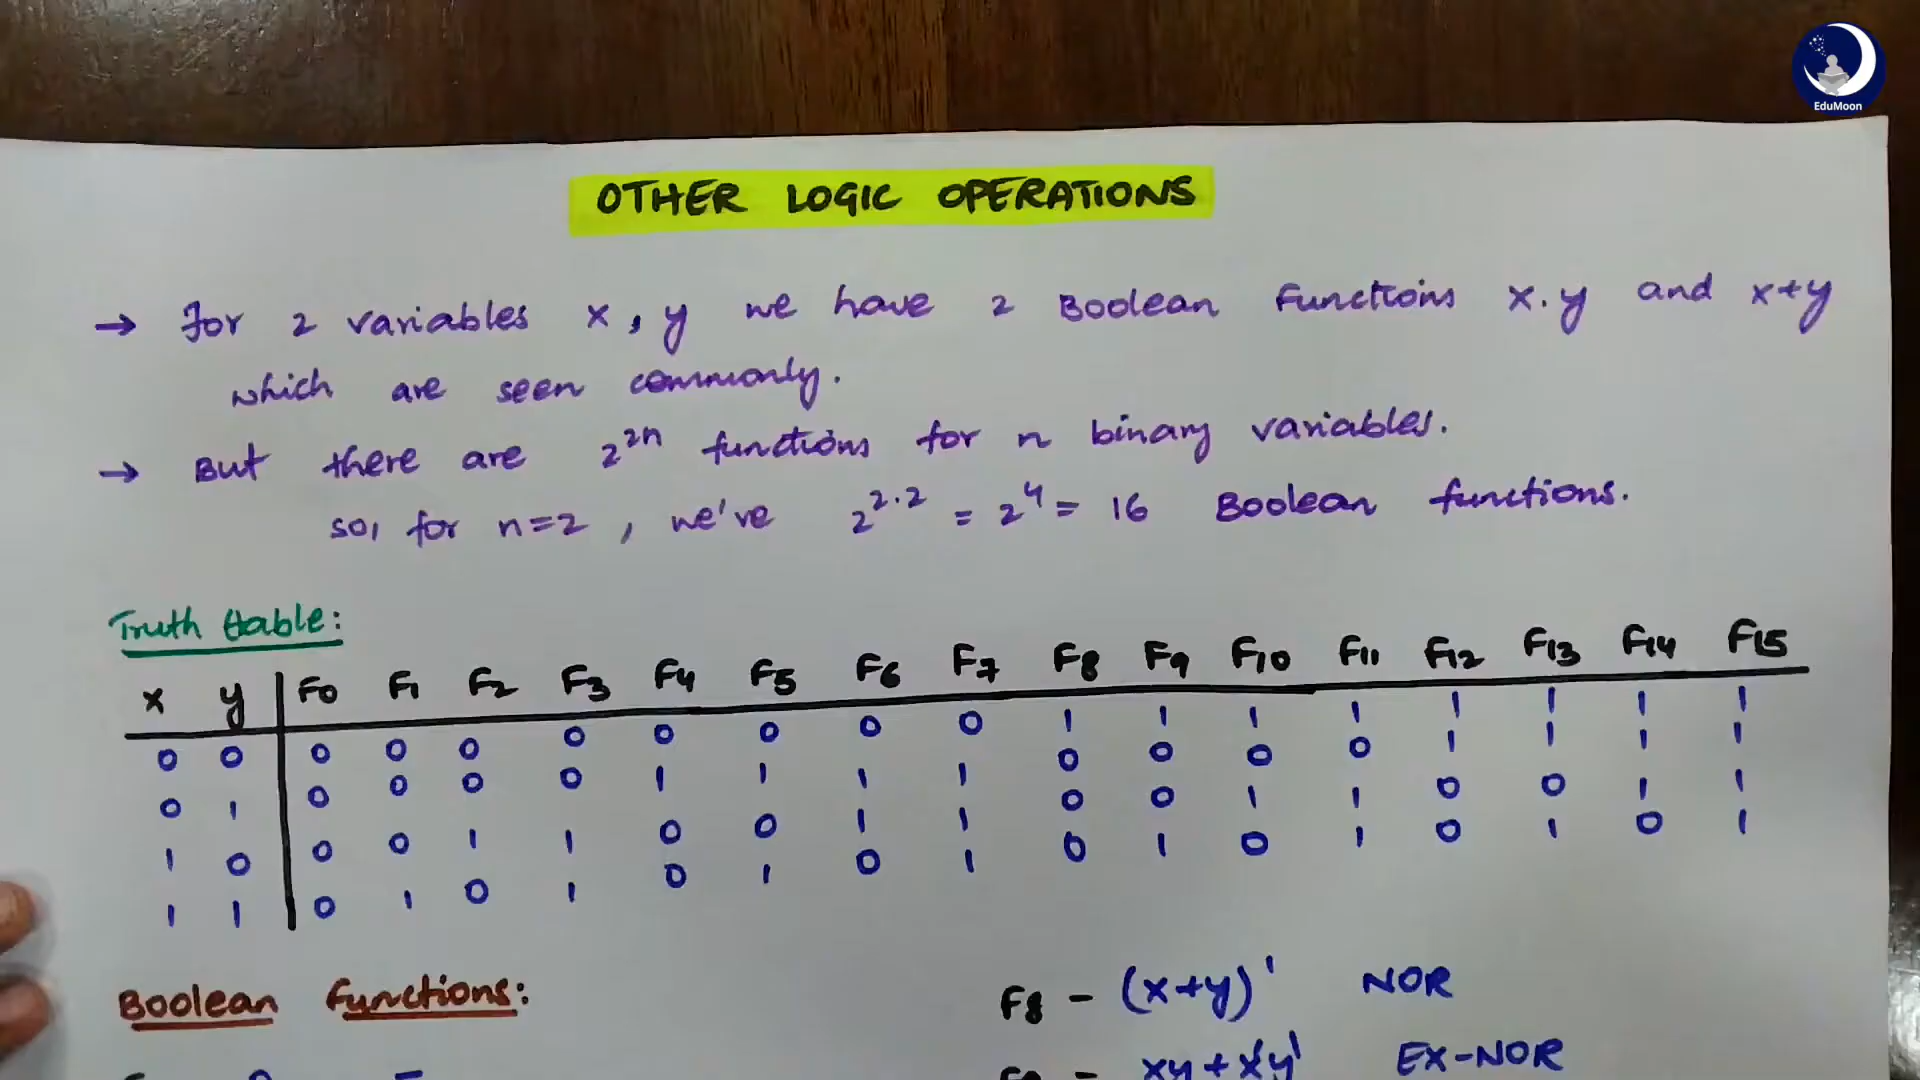 EduMoon
OTHER LOGIC OPERATIONS
→ For 2 variables x, y we have 2 Boolean Functions x.y and x+y
which are seen commonly.
→ But there are 2^2n functions for n binary variables.
so, for n=2, we've 2^2.2 = 2^4 = 16 Boolean functions.
Truth table:
x y F0 F1 F2 F3 F4 F5 F6 F7 F8 F9 F10 F11 F12 F13 F14 F15
0 0 0 0 0 0 0 0 0 0 1 1 1 1 1 1 1 1
0 1 0 0 0 0 1 1 1 1 0 0 0 0 1 1 1 1
1 0 0 0 1 1 0 0 1 1 0 0 1 1 0 0 1 1
1 1 0 1 0 1 0 1 0 1 0 1 0 1 0 1 0 1
Boolean Functions:
F8 - (x+y)' NOR
xy + x'y' EX-NOR